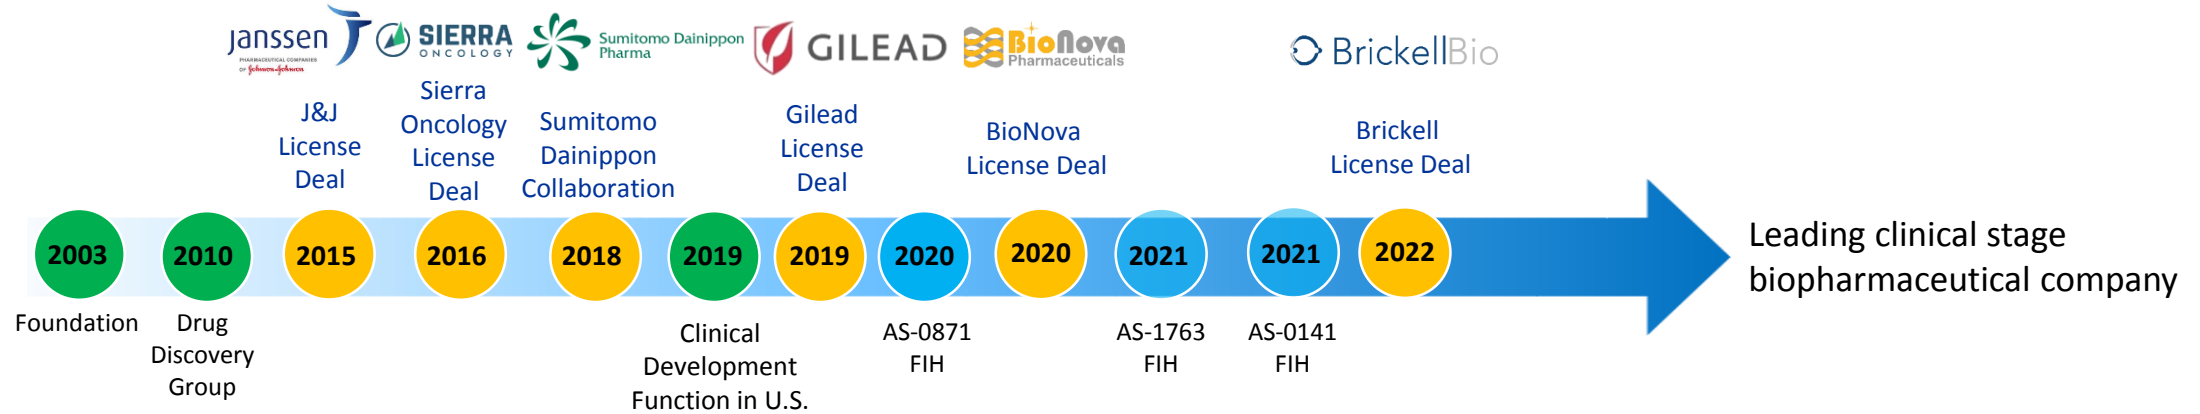 Janssen
PHARMACEUTICAL COMPANIES
OF Johnson & Johnson
SIERRA
ONCOLOGY
Sumitomo Dainippon
Pharma
GILEAD
BioNova
Pharmaceuticals
BrickellBio
J&J
License
Deal
Sierra
Oncology
License
Deal
Sumitomo
Dainippon
Collaboration
Gilead
License
Deal
BioNova
License Deal
Brickell
License Deal
2003
2010
2015
2016
2018
2019
2019
2020
2020
2021
2021
2022
Leading clinical stage
biopharmaceutical company
Foundation
Drug
Discovery
Group
Clinical
Development
Function in U.S.
AS-0871
FIH
AS-1763
FIH
AS-0141
FIH